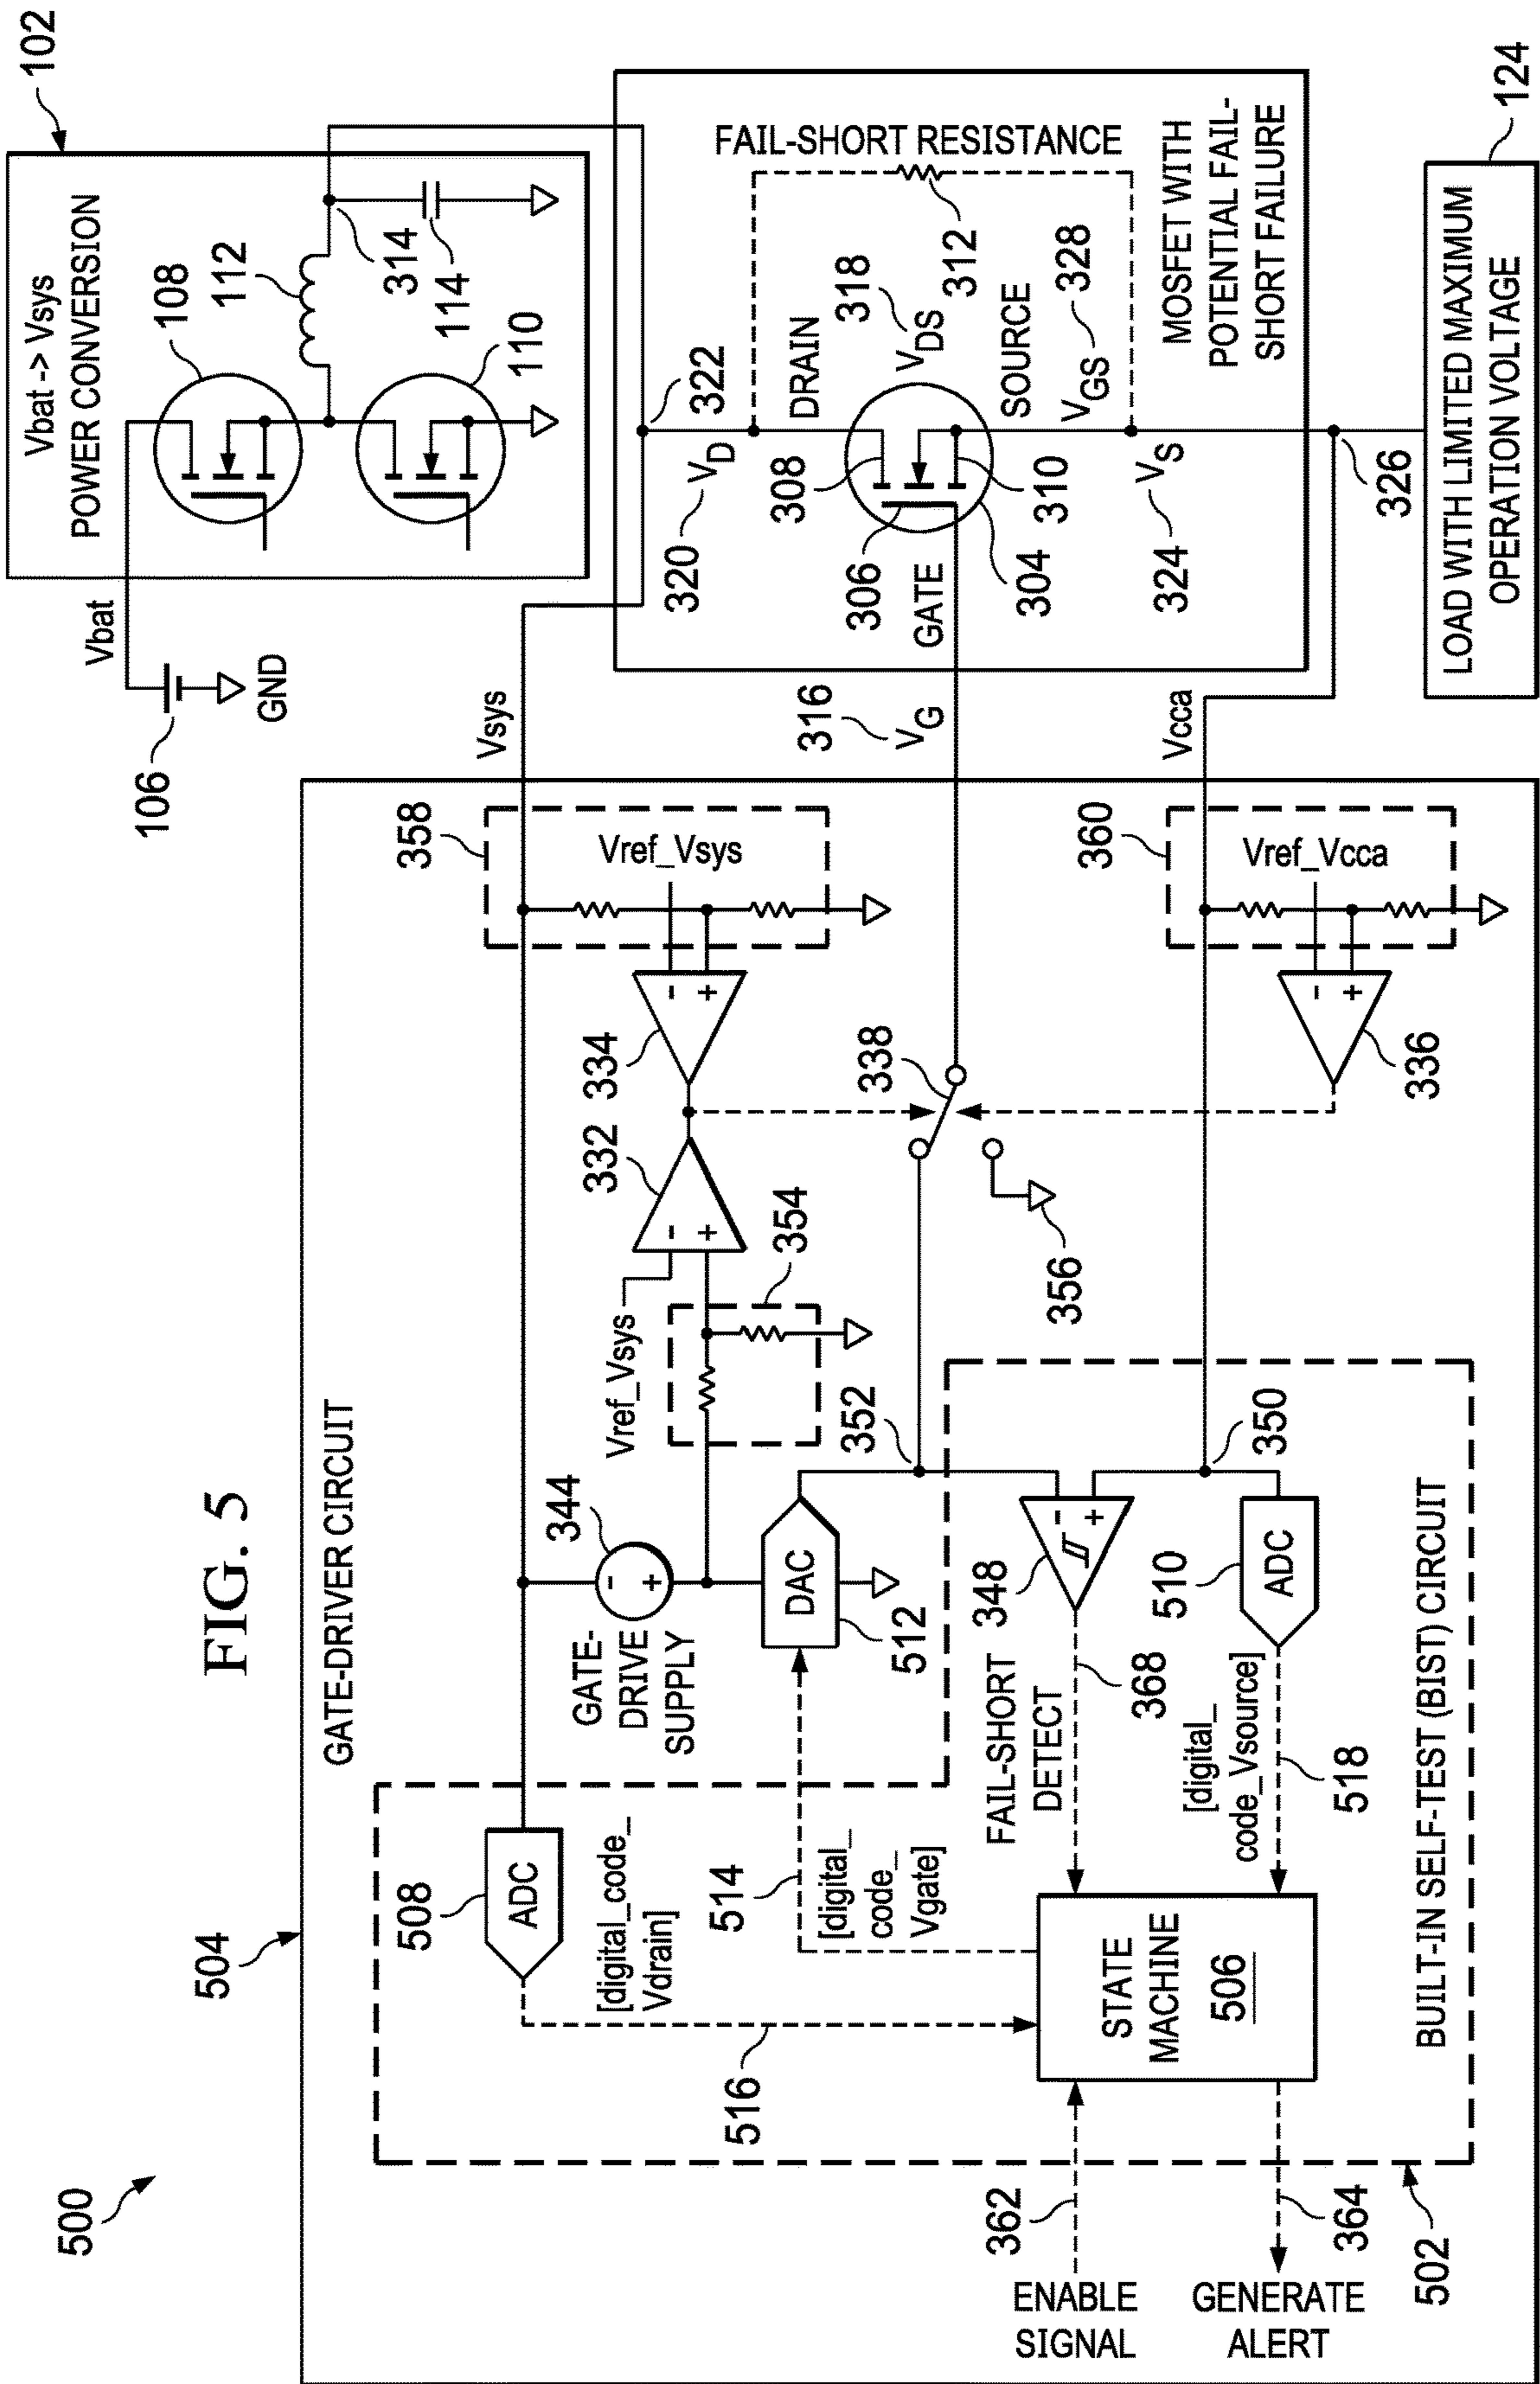 FIG. 5
500
504
GATE-DRIVER CIRCUIT
502
BUILT-IN SELF-TEST (BIST) CIRCUIT
508
ADC
[digital_code_
Vdrain]
516
514
[digital_
code_
Vgate]
STATE
MACHINE
506
ENABLE
SIGNAL
362
GENERATE
ALERT
364
FAIL-SHORT
DETECT
368
[digital_
code_Vsource]
518
348
-
+
510
ADC
350
352
344
-
+
GATE-
DRIVE
SUPPLY
DAC
512
Vref_Vsys
354
332
-
+
334
-
+
358
Vref_Vsys
338
356
336
-
+
360
Vref_Vcca
Vsys
316
VG
Vcca
106
GND
Vbat
102
Vbat -> Vsys
POWER CONVERSION
108
110
112
314
114
322
320
VD
DRAIN
308
306
GATE
304
310
SOURCE
318
VDS
VGS
328
312
FAIL-SHORT RESISTANCE
324
VS
326
MOSFET WITH
POTENTIAL FAIL-
SHORT FAILURE
LOAD WITH LIMITED MAXIMUM
OPERATION VOLTAGE
124